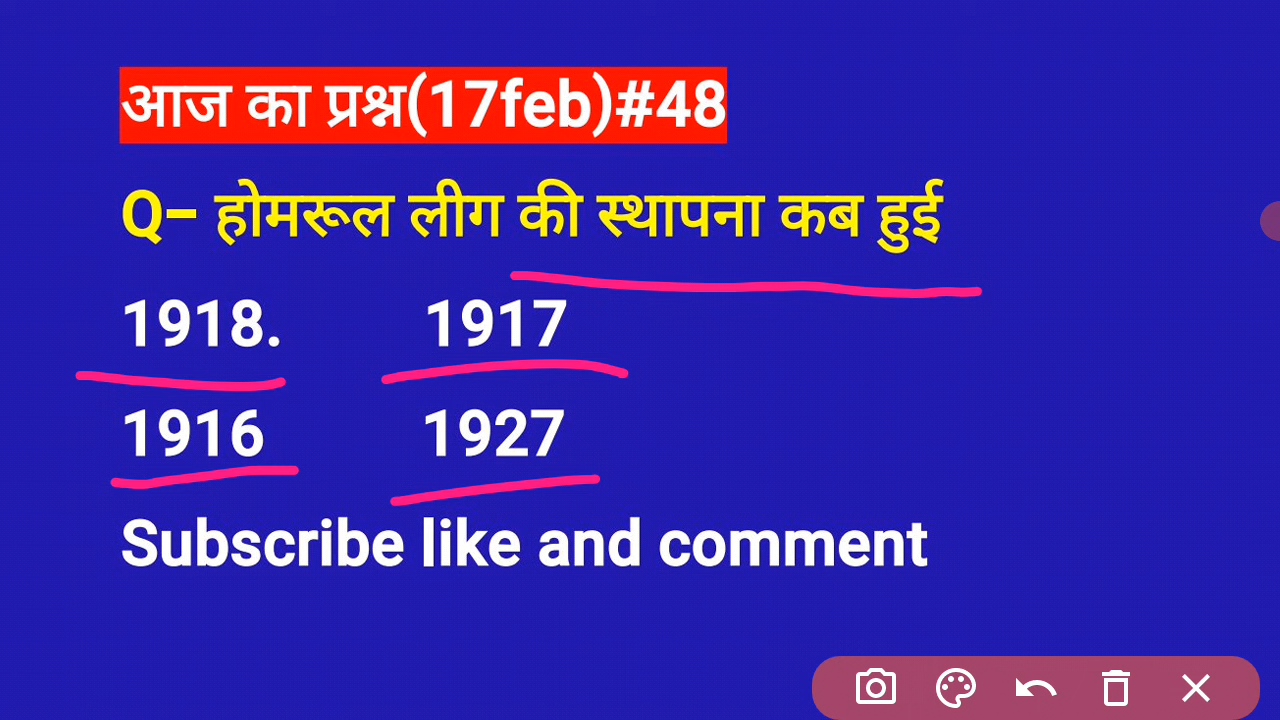 आज का प्रश्न(17feb)#48
Q– होमरूल लीग की स्थापना कब हुई
1918. 1917
1916 1927
Subscribe like and comment